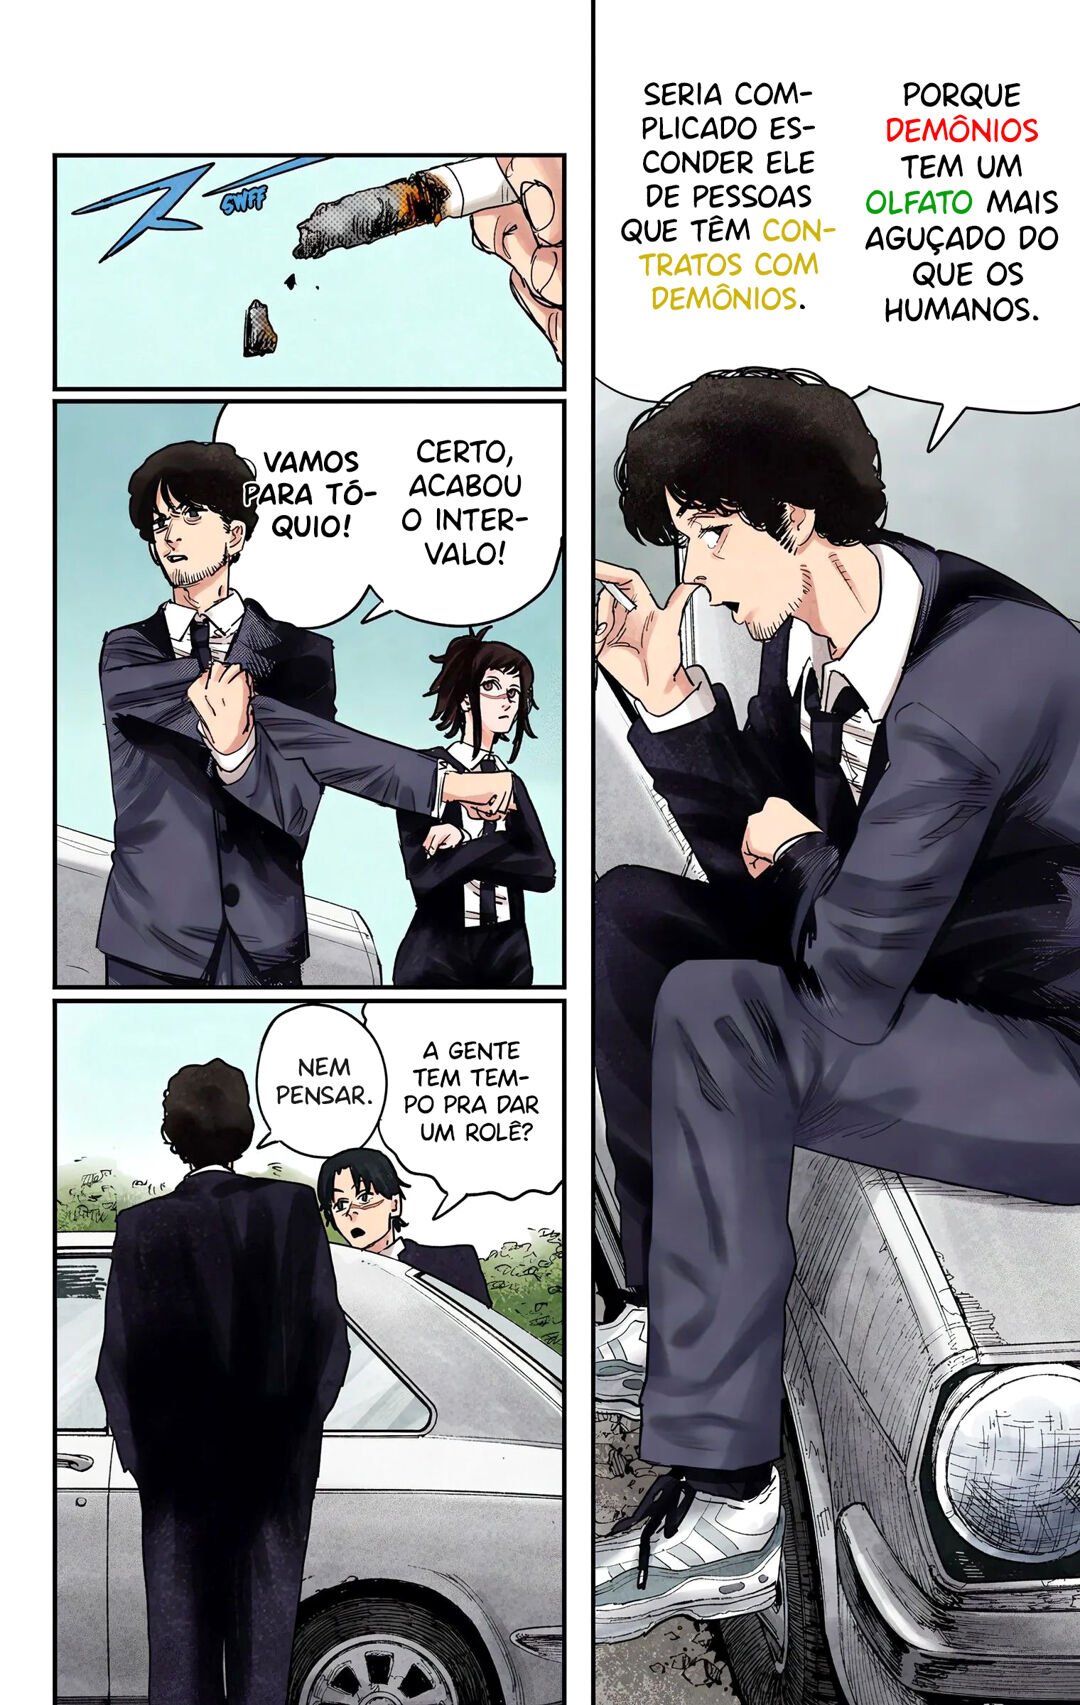 PORQUE
DEMÔNIOS
TEM UM
OLFATO MAIS
AGUÇADO DO
QUE OS
HUMANOS.
SERIA COM-
PLICADO ES-
CONDER ELE
DE PESSOAS
QUE TÊM CON-
TRATOS COM
DEMÔNIOS.
SWFF
CERTO,
ACABOU
O INTER-
VALO!
VAMOS
PARA TÓ-
QUIO!
A GENTE
TEM TEM-
PO PRA DAR
UM ROLÊ?
NEM
PENSAR.